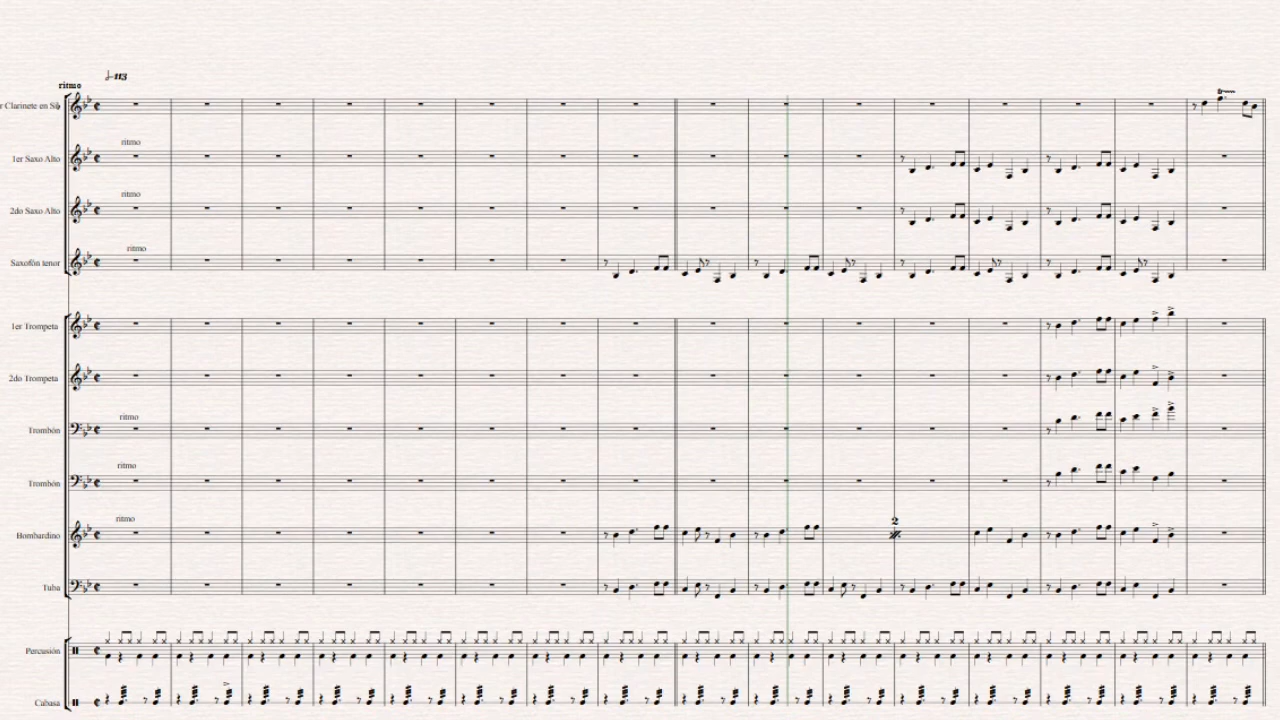 ♩=113
ritmo
r Clarinete en Si♭
ritmo
1er Saxo Alto
ritmo
2do Saxo Alto
ritmo
Saxofón tenor
1er Trompeta
2do Trompeta
ritmo
Trombón
ritmo
Trombón
ritmo
2
Bombardino
Tuba
Percusión
Cabasa